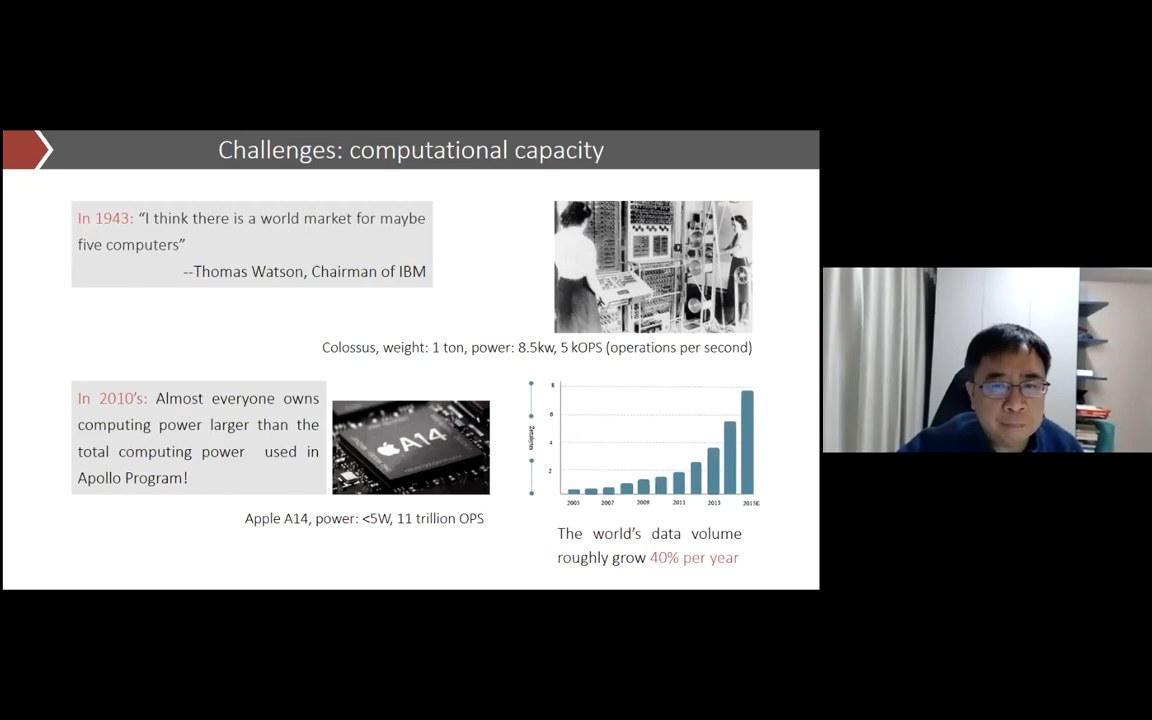 Challenges: computational capacity
In 1943: “I think there is a world market for maybe
five computers”
--Thomas Watson, Chairman of IBM
Colossus, weight: 1 ton, power: 8.5kw, 5 kOPS (operations per second)
In 2010’s: Almost everyone owns
computing power larger than the
total computing power used in
Apollo Program!
A14
Apple A14, power: <5W, 11 trillion OPS
8
6
4
2
Zettabytes
2005 2007 2009 2011 2013 2015E
The world’s data volume
roughly grow 40% per year